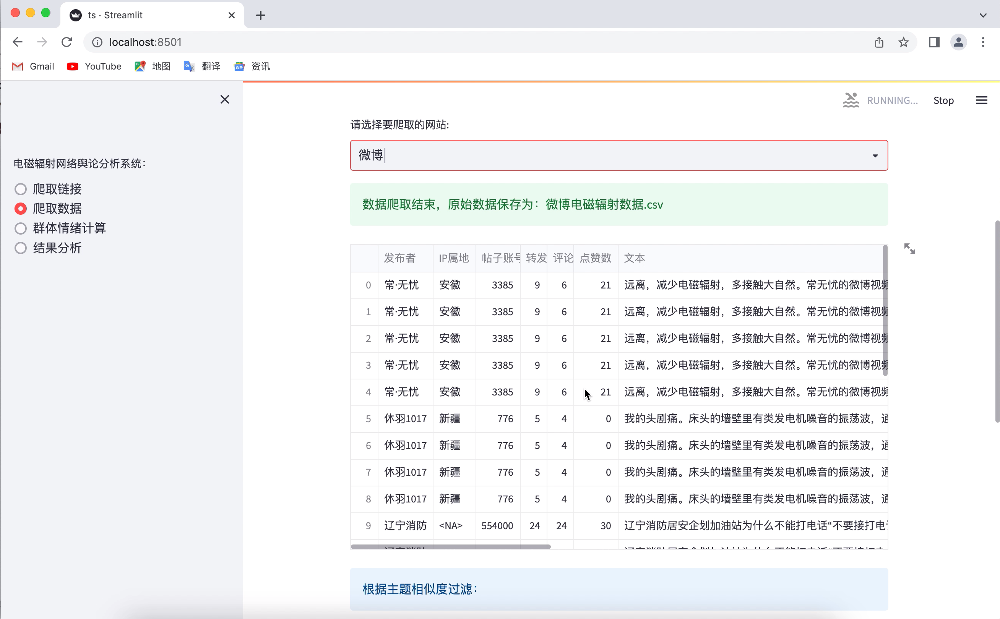 ts · Streamlit
localhost:8501
Gmail YouTube 地图 翻译 资讯
RUNNING... Stop
电磁辐射网络舆论分析系统：
爬取链接
爬取数据
群体情绪计算
结果分析
请选择要爬取的网站:
微博
数据爬取结束，原始数据保存为：微博电磁辐射数据.csv
发布者 IP属地 帖子账号 转发 评论 点赞数 文本
0 常·无忧 安徽 3385 9 6 21 远离，减少电磁辐射，多接触大自然。常无忧的微博视频
1 常·无忧 安徽 3385 9 6 21 远离，减少电磁辐射，多接触大自然。常无忧的微博视频
2 常·无忧 安徽 3385 9 6 21 远离，减少电磁辐射，多接触大自然。常无忧的微博视频
3 常·无忧 安徽 3385 9 6 21 远离，减少电磁辐射，多接触大自然。常无忧的微博视频
4 常·无忧 安徽 3385 9 6 21 远离，减少电磁辐射，多接触大自然。常无忧的微博视频
5 休羽1017 新疆 776 5 4 0 我的头剧痛。床头的墙壁里有类发电机噪音的振荡波，通
6 休羽1017 新疆 776 5 4 0 我的头剧痛。床头的墙壁里有类发电机噪音的振荡波，通
7 休羽1017 新疆 776 5 4 0 我的头剧痛。床头的墙壁里有类发电机噪音的振荡波，通
8 休羽1017 新疆 776 5 4 0 我的头剧痛。床头的墙壁里有类发电机噪音的振荡波，通
9 辽宁消防 <NA> 554000 24 24 30 辽宁消防居安企划加油站为什么不能打电话“不要接打电
根据主题相似度过滤：